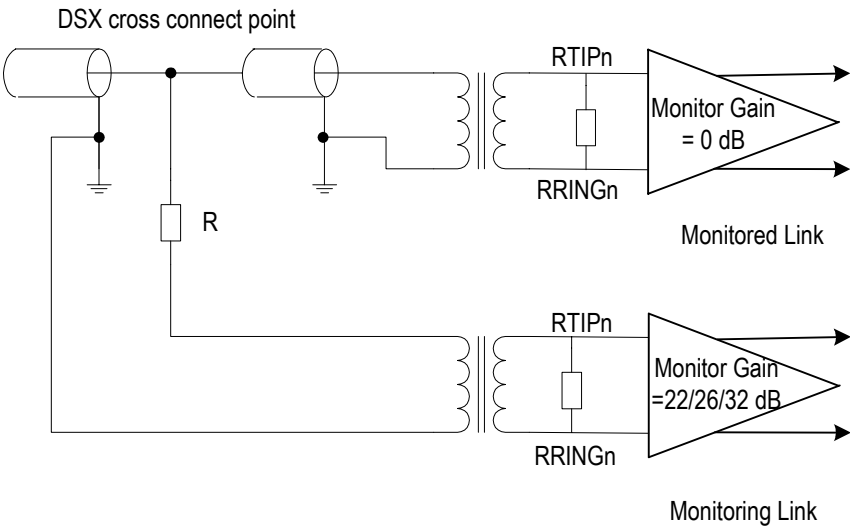 DSX cross connect point
RTIPn
Monitor Gain
= 0 dB
RRINGn
R
Monitored Link
RTIPn
Monitor Gain
=22/26/32 dB
RRINGn
Monitoring Link